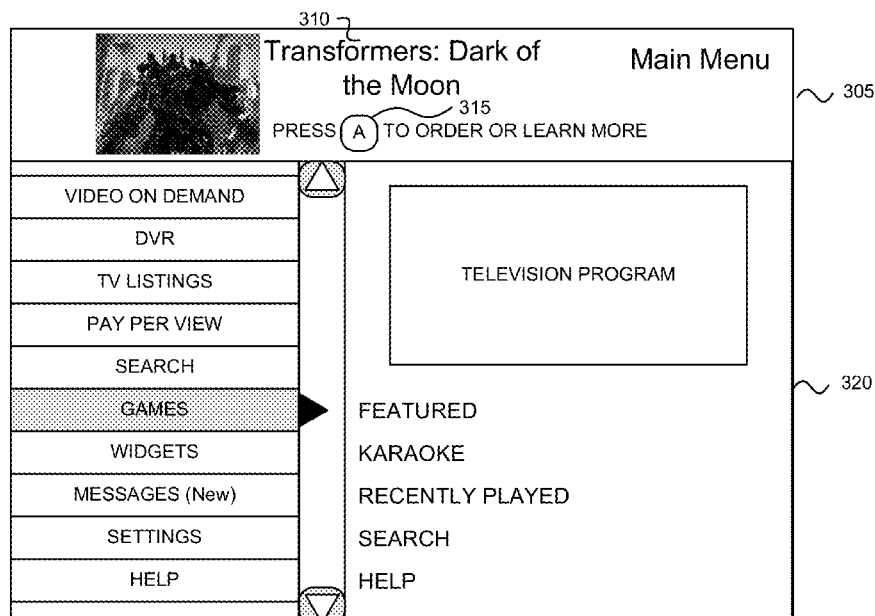 310
Transformers: Dark of
the Moon
Main Menu
305
315
PRESS A TO ORDER OR LEARN MORE
VIDEO ON DEMAND
DVR
TV LISTINGS
TELEVISION PROGRAM
PAY PER VIEW
SEARCH
320
GAMES
FEATURED
WIDGETS
KARAOKE
MESSAGES (New)
RECENTLY PLAYED
SETTINGS
SEARCH
HELP
HELP